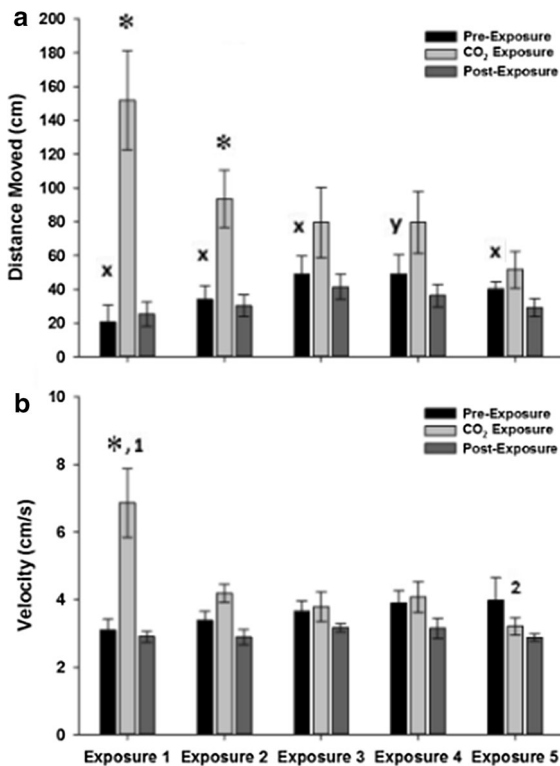 a
200
180
160
140
120
100
80
60
40
20
0
Distance Moved (cm)
Pre-Exposure
CO₂ Exposure
Post-Exposure
*
*
x
x
x
y
x
b
10
8
6
4
2
0
Velocity (cm/s)
Pre-Exposure
CO₂ Exposure
Post-Exposure
*,1
2
Exposure 1 Exposure 2 Exposure 3 Exposure 4 Exposure 5